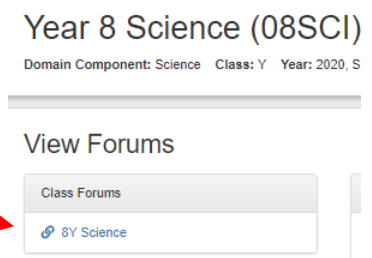 Year 8 Science (08SCI)
Domain Component: Science Class: Y Year: 2020, S
View Forums
Class Forums
8Y Science